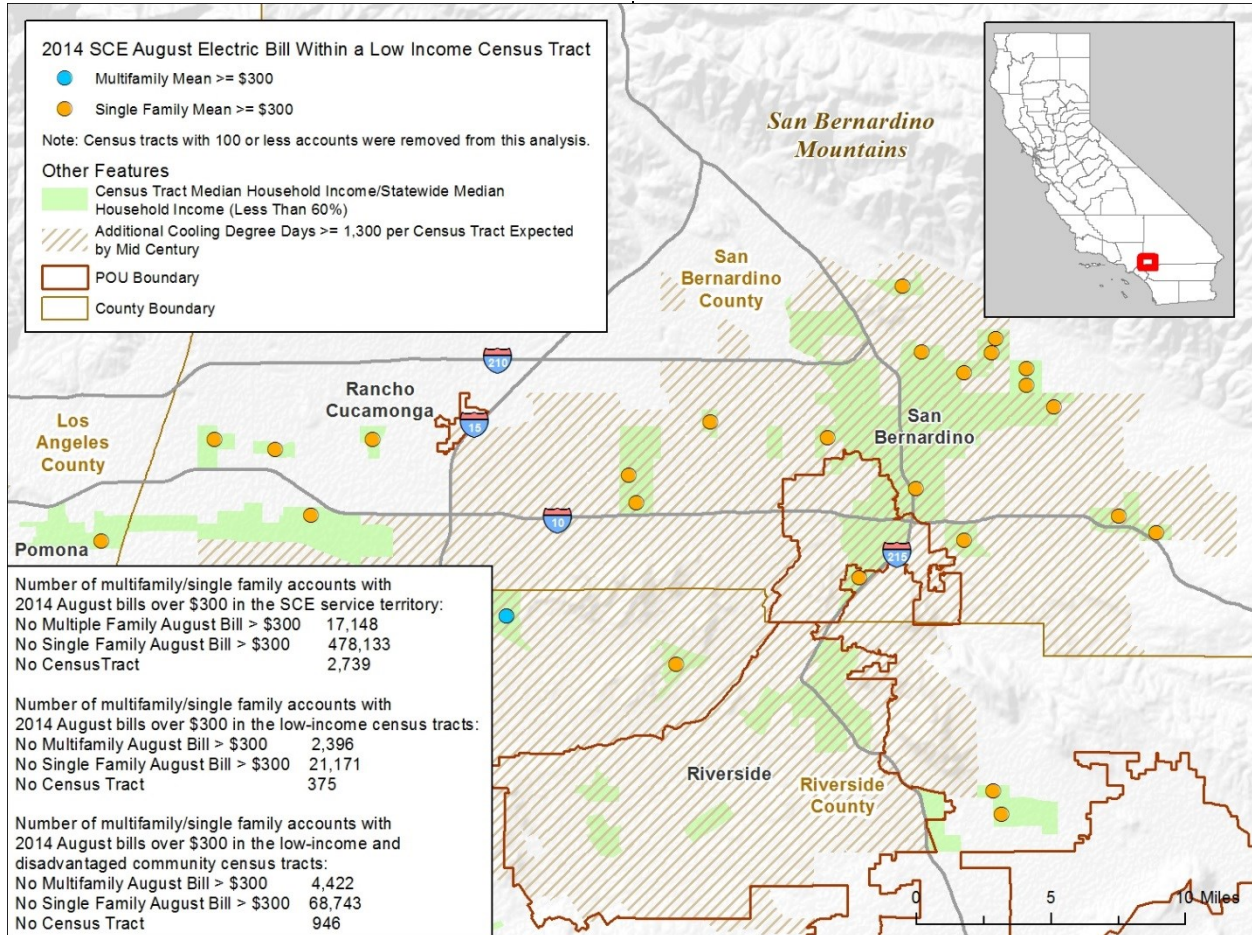 2014 SCE August Electric Bill Within a Low Income Census Tract
Multifamily Mean >= $300
Single Family Mean >= $300
Note: Census tracts with 100 or less accounts were removed from this analysis.
Other Features
Census Tract Median Household Income/Statewide Median
Household Income (Less Than 60%)
Additional Cooling Degree Days >= 1,300 per Census Tract Expected
by Mid Century
POU Boundary
County Boundary
San Bernardino
Mountains
San
Bernardino
County
210
Rancho
Cucamonga
15
Los
Angeles
County
San
Bernardino
10
Pomona
215
Riverside
Riverside
County
Number of multifamily/single family accounts with
2014 August bills over $300 in the SCE service territory:
No Multiple Family August Bill > $300 17,148
No Single Family August Bill > $300 478,133
No CensusTract 2,739
Number of multifamily/single family accounts with
2014 August bills over $300 in the low-income census tracts:
No Multifamily August Bill > $300 2,396
No Single Family August Bill > $300 21,171
No Census Tract 375
Number of multifamily/single family accounts with
2014 August bills over $300 in the low-income and
disadvantaged community census tracts:
No Multifamily August Bill > $300 4,422
No Single Family August Bill > $300 68,743
No Census Tract 946
0 5 10 Miles